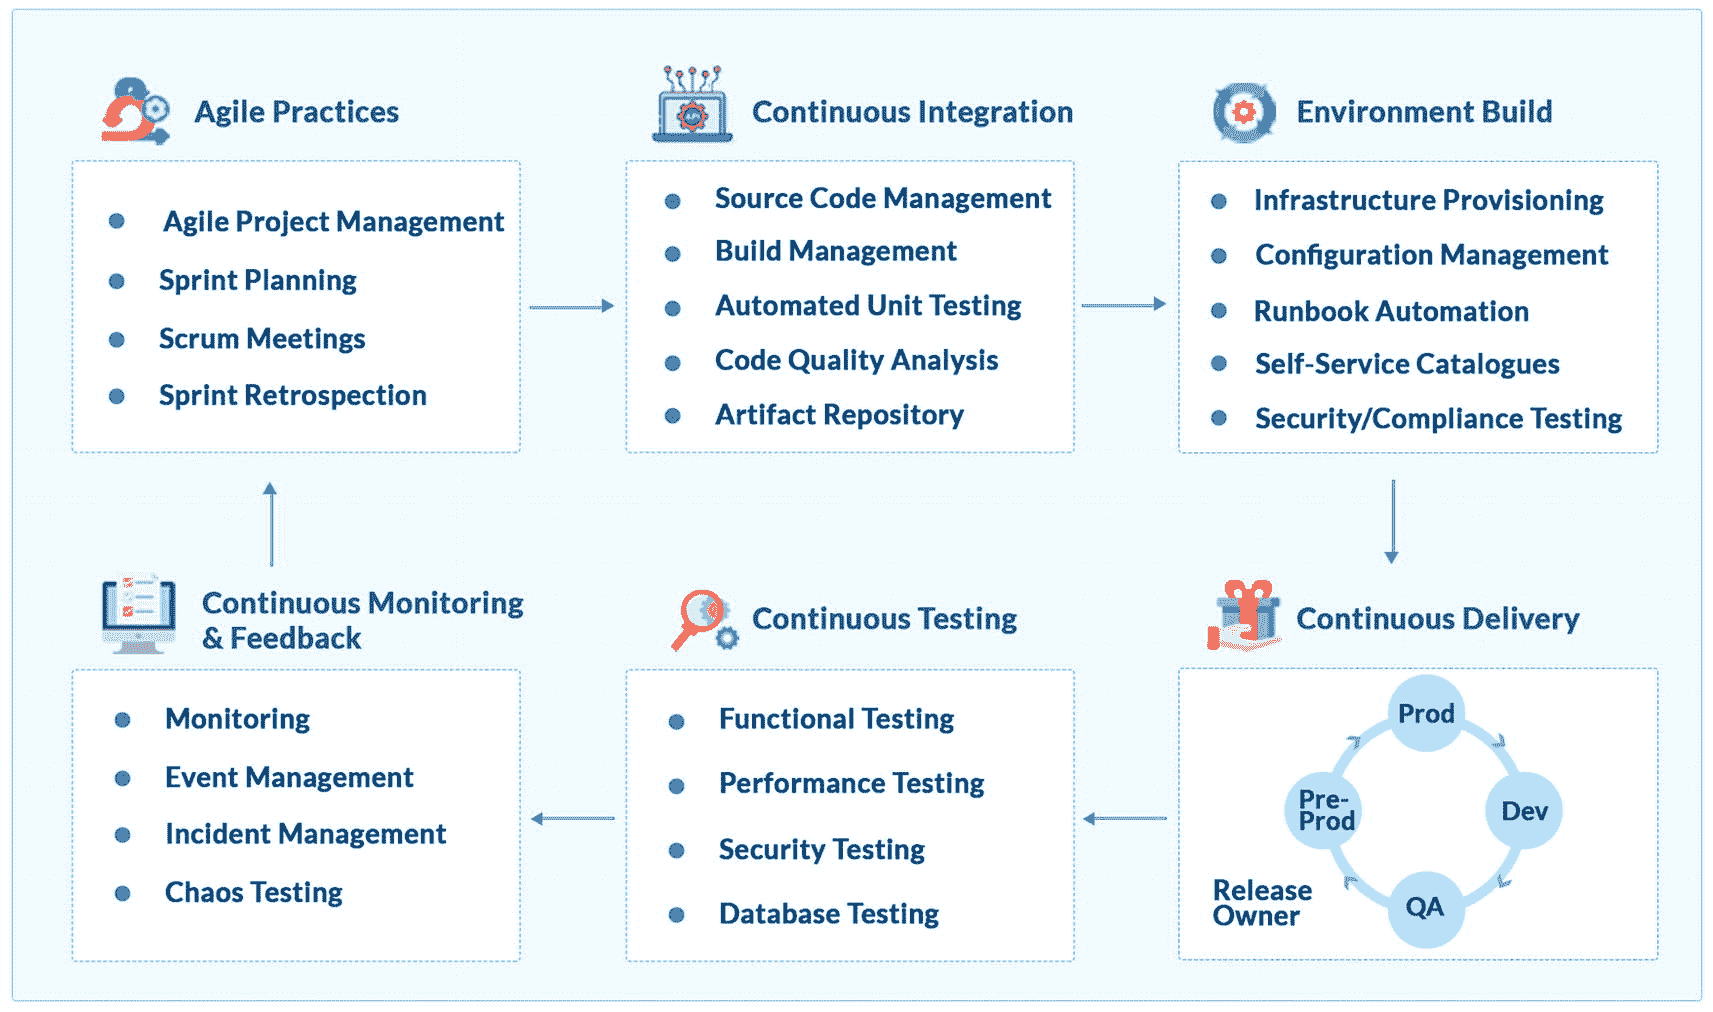 Agile Practices
Agile Project Management
Sprint Planning
Scrum Meetings
Sprint Retrospection
Continuous Integration
API
Source Code Management
Build Management
Automated Unit Testing
Code Quality Analysis
Artifact Repository
Environment Build
Infrastructure Provisioning
Configuration Management
Runbook Automation
Self-Service Catalogues
Security/Compliance Testing
Continuous Monitoring
& Feedback
Monitoring
Event Management
Incident Management
Chaos Testing
Continuous Testing
Functional Testing
Performance Testing
Security Testing
Database Testing
Continuous Delivery
Prod
Pre-
Prod
Dev
QA
Release
Owner